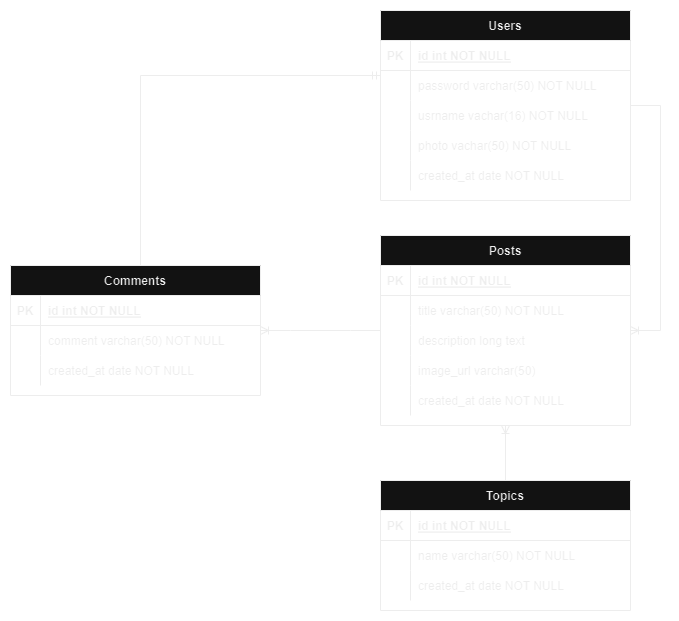 Users
PK id int NOT NULL
password varchar(50) NOT NULL
usrname vachar(16) NOT NULL
photo vachar(50) NOT NULL
created_at date NOT NULL
Posts
PK id int NOT NULL
title varchar(50) NOT NULL
description long text
image_url varchar(50)
created_at date NOT NULL
Comments
PK id int NOT NULL
comment varchar(50) NOT NULL
created_at date NOT NULL
Topics
PK id int NOT NULL
name varchar(50) NOT NULL
created_at date NOT NULL